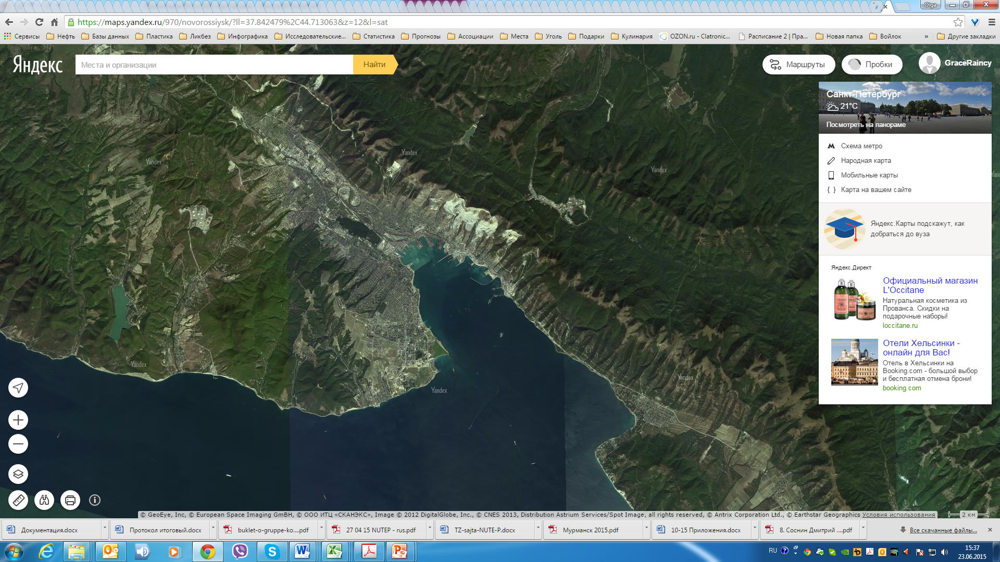 Olga
https://maps.yandex.ru/970/novorossiysk/?ll=37.842479%2C44.713063&z=12&l=sat
Сервисы Нефть Базы данных Пластика Ликбез Инфографика Исследовательские... Статистика Прогнозы Ассоциации Места Уголь Подарки Кулинария OZON.ru - Clatronic... Расписание 2 | Пра... Новая папка Войлок » Другие закладки
Яндекс
Места и организации
Найти
Маршруты
Пробки
GraceRaincy
Санкт-Петербург
21°C
Посмотреть на панораме
Схема метро
Народная карта
Мобильные карты
Карта на вашем сайте
Яндекс.Карты подскажут, как
добраться до вуза
Яндекс.Директ
Официальный магазин
L'Occitane
Натуральная косметика из
Прованса. Скидки на
подарочные наборы!
loccitane.ru
Отели Хельсинки -
онлайн для Вас!
Отель в Хельсинки на
Booking.com - большой выбор
и бесплатная отмена брони!
booking.com
Yandex
Yandex
Yandex
Yandex
Yandex
Yandex
© GeoEye, Inc, © European Space Imaging GmBH, © ООО ИТЦ «СКАНЭКС», Image © 2012 DigitalGlobe, Inc., © CNES 2013, Distribution Astrium Services/Spot Image, all rights reserved, © Antrix Corporation Ltd., © Earthstar Geographics Условия использования
2 км
Документация.docx
Протокол итоговый.docx
buklet-o-gruppe-ko....pdf
27 04 15 NUTEP - rus.pdf
TZ-sajta-NUTE-P.docx
Мурманск 2015.pdf
10-15 Приложения.docx
8. Соснин Дмитрий ....pdf
Все скачанные файлы...
RU
15:37
23.06.2015